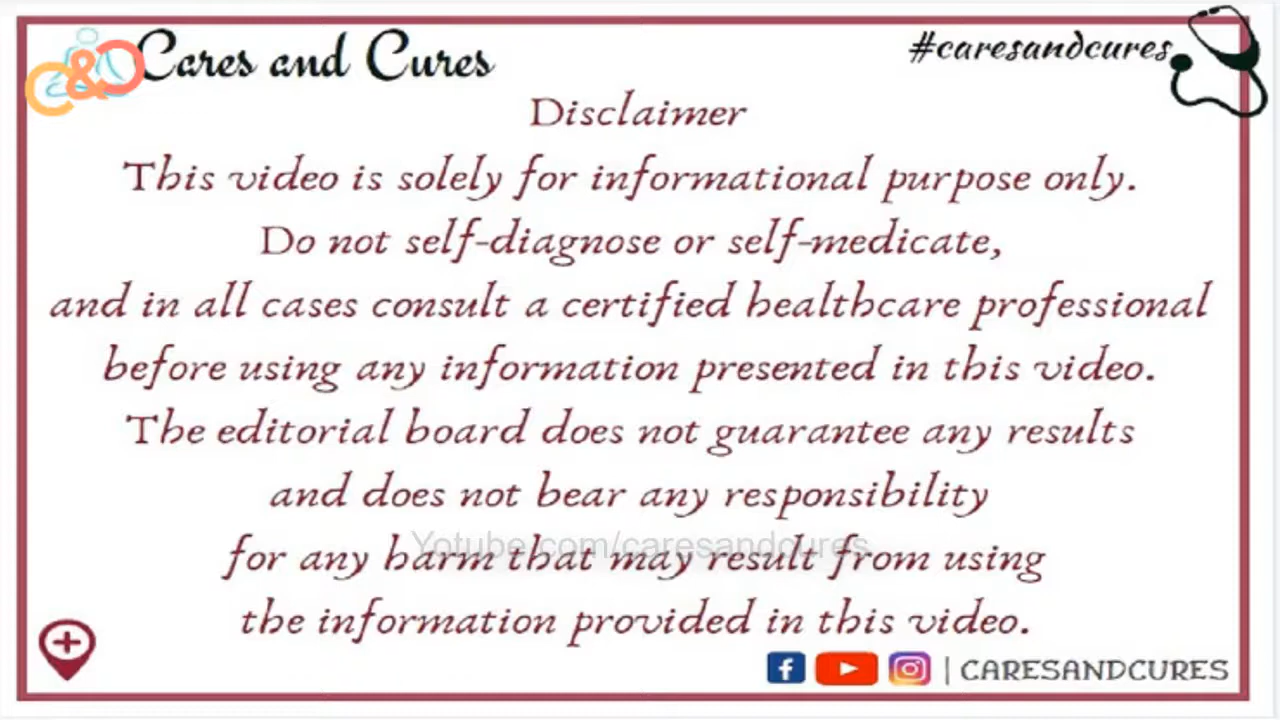 C&C Cares and Cures
#caresandcures
Disclaimer
This video is solely for informational purpose only.
Do not self-diagnose or self-medicate,
and in all cases consult a certified healthcare professional
before using any information presented in this video.
The editorial board does not guarantee any results
and does not bear any responsibility
Yotube.com/caresandcures
for any harm that may result from using
the information provided in this video.
| CARESANDCURES